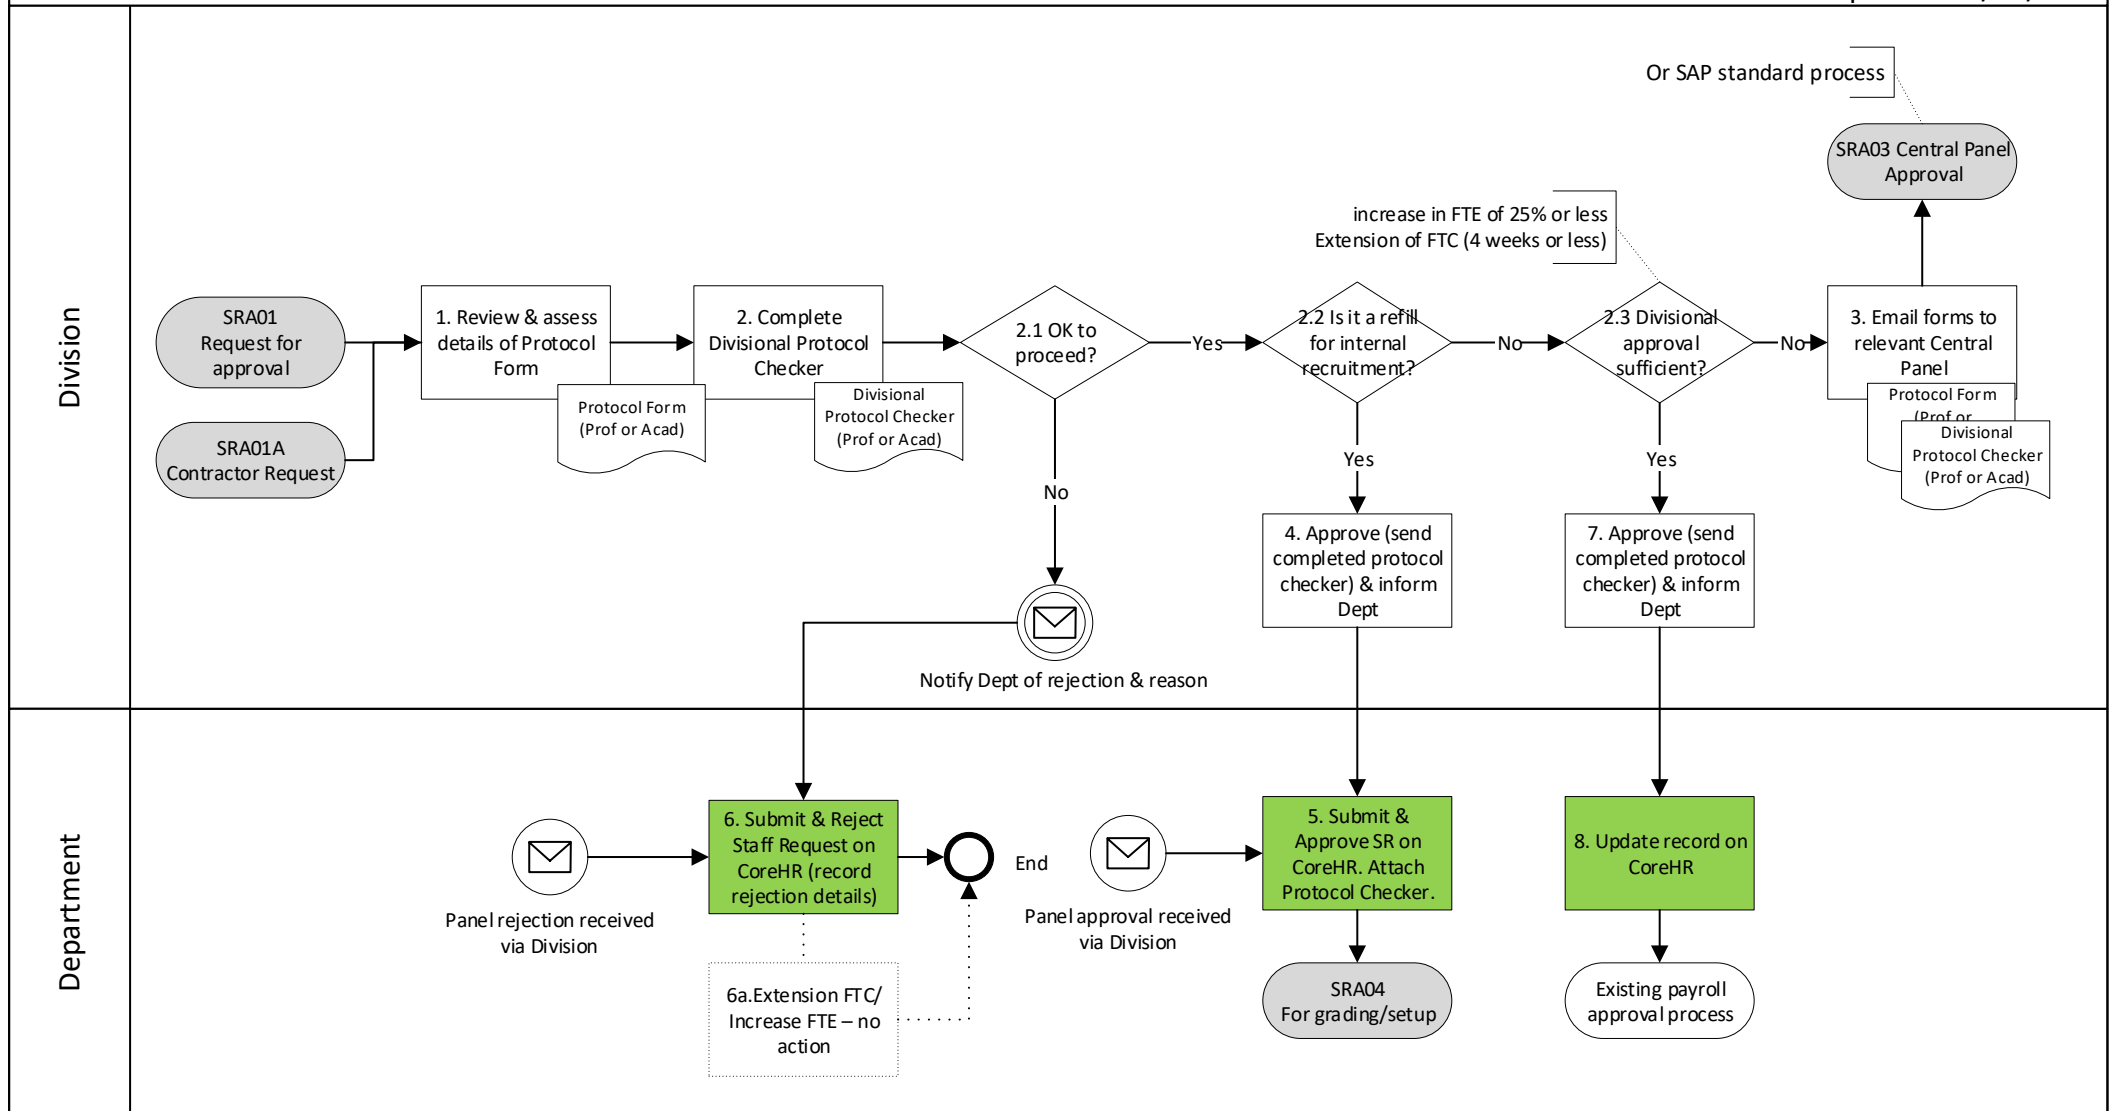 Or SAP standard process
SRA03 Central Panel
Approval
increase in FTE of 25% or less
Extension of FTC (4 weeks or less)
Division
SRA01
Request for
approval
SRA01A
Contractor Request
1. Review & assess
details of Protocol
Form
Protocol Form
(Prof or Acad)
2. Complete
Divisional Protocol
Checker
Divisional
Protocol Checker
(Prof or Acad)
2.1 OK to
proceed?
Yes
No
2.2 Is it a refill
for internal
recruitment?
No
Yes
2.3 Divisional
approval
sufficient?
No
Yes
3. Email forms to
relevant Central
Panel
Protocol Form
(Prof or
Divisional
Protocol Checker
(Prof or Acad)
4. Approve (send
completed protocol
checker) & inform
Dept
7. Approve (send
completed protocol
checker) & inform
Dept
Notify Dept of rejection & reason
Department
Panel rejection received
via Division
6. Submit & Reject
Staff Request on
CoreHR (record
rejection details)
End
6a.Extension FTC/
Increase FTE – no
action
Panel approval received
via Division
5. Submit &
Approve SR on
CoreHR. Attach
Protocol Checker.
SRA04
For grading/setup
8. Update record on
CoreHR
Existing payroll
approval process